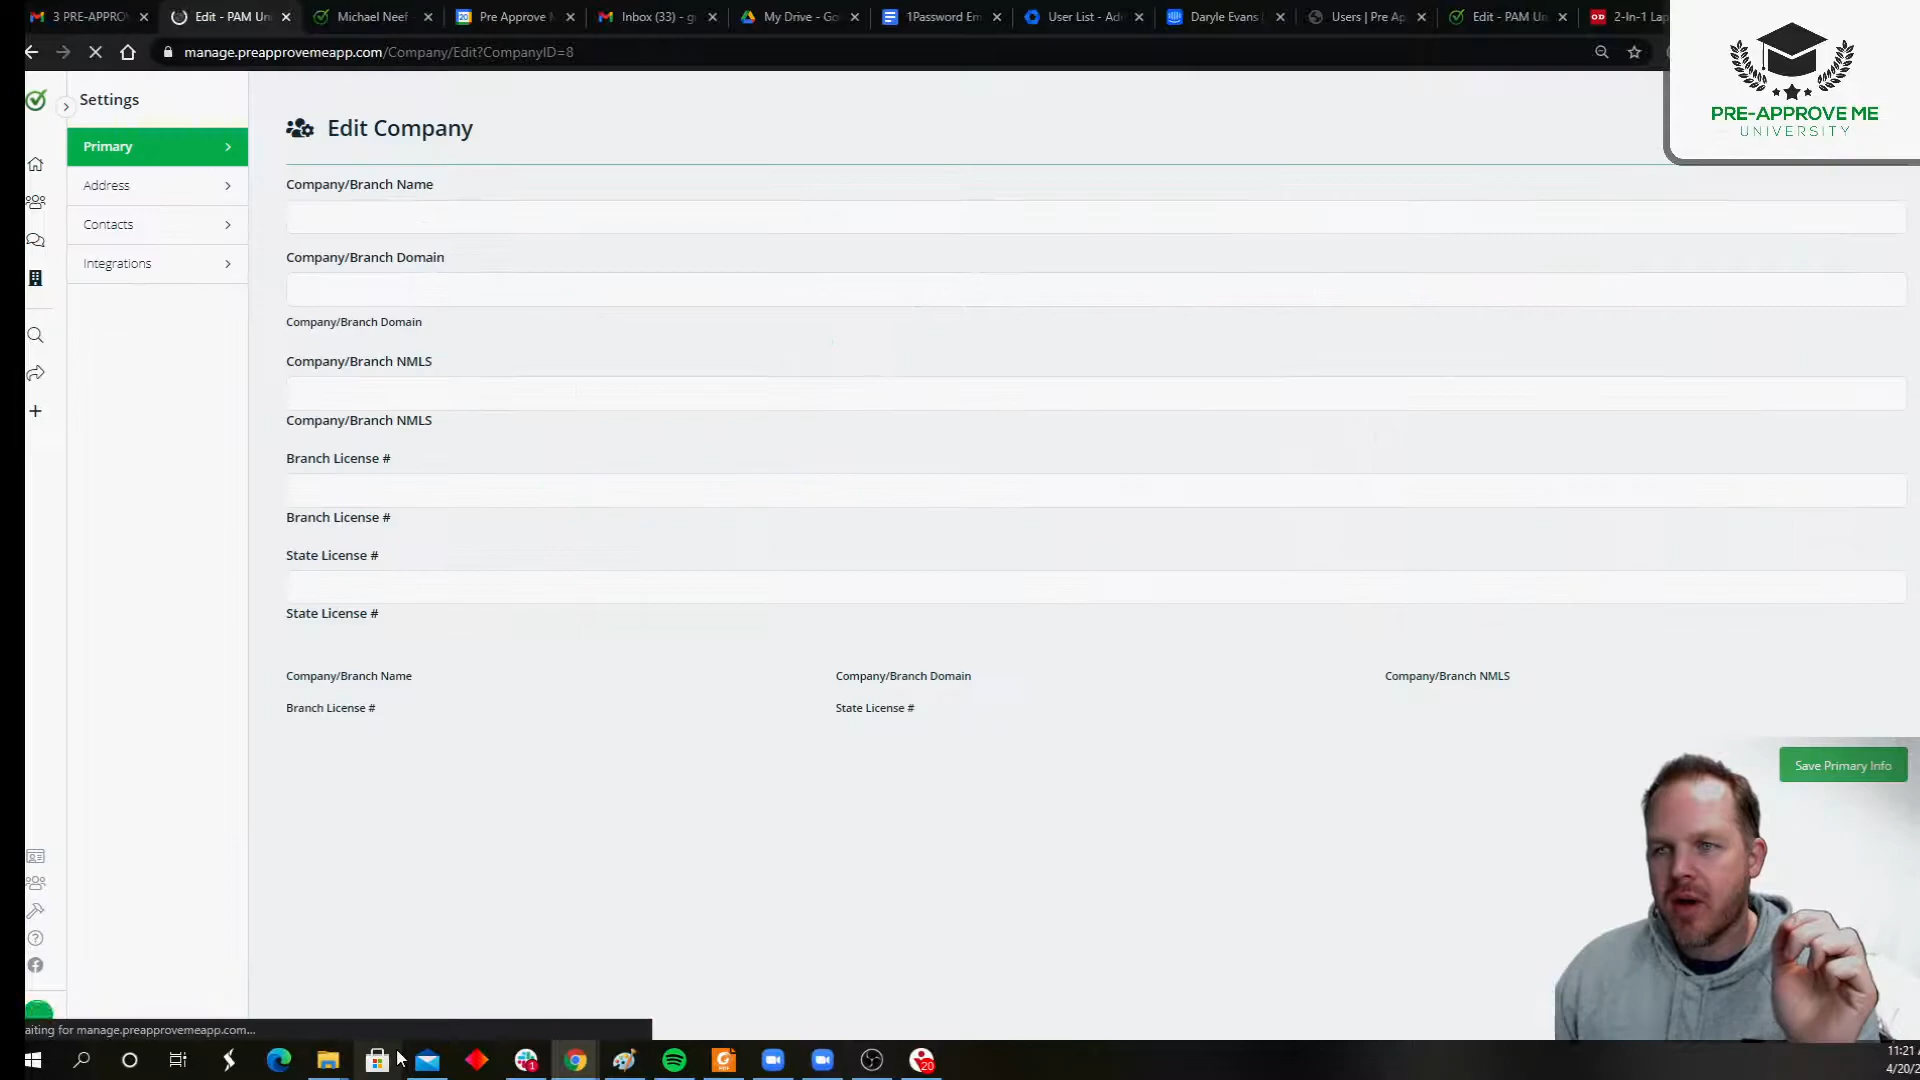 3 PRE-APPROV
Edit - PAM Un
Michael Neef
Pre Approve M
Inbox (33) - g
My Drive - Go
1Password Em
User List - Ad
Daryle Evans |
Users | Pre Ap
Edit - PAM Un
2-In-1 Lap
manage.preapprovemeapp.com/Company/Edit?CompanyID=8
PRE-APPROVE ME
UNIVERSITY
Settings
Primary
Address
Contacts
Integrations
Edit Company
Company/Branch Name
Company/Branch Domain
Company/Branch Domain
Company/Branch NMLS
Company/Branch NMLS
Branch License #
Branch License #
State License #
State License #
Company/Branch Name
Company/Branch Domain
Company/Branch NMLS
Branch License #
State License #
Save Primary Info
aiting for manage.preapprovemeapp.com...
1
20
11:21
4/20/2